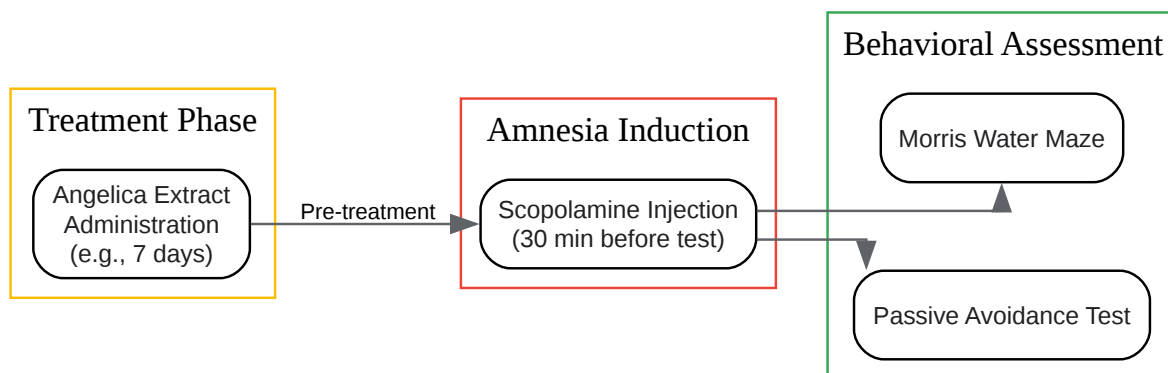 Treatment Phase
Angelica Extract
Administration
(e.g., 7 days)
Pre-treatment
Amnesia Induction
Scopolamine Injection
(30 min before test)
Behavioral Assessment
Morris Water Maze
Passive Avoidance Test